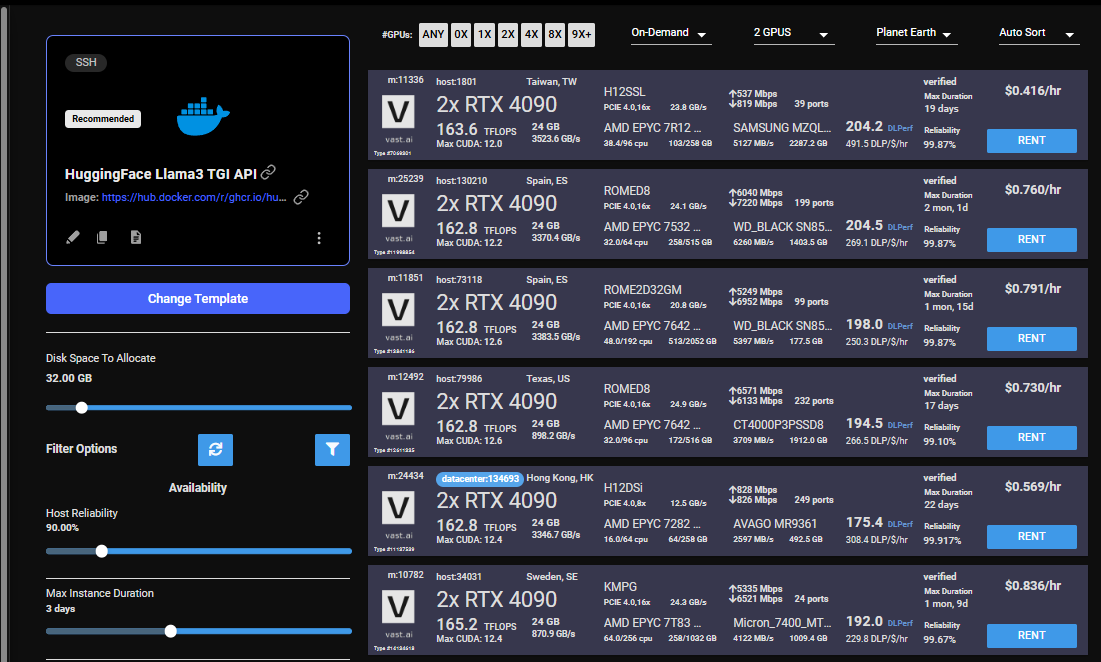 #GPUs: ANY 0X 1X 2X 4X 8X 9X+ On-Demand 2 GPUS Planet Earth Auto Sort
SSH
Recommended
HuggingFace Llama3 TGI API
Image: https://hub.docker.com/r/ghcr.io/hu...
Change Template
Disk Space To Allocate
32.00 GB
Filter Options
Availability
Host Reliability
90.00%
Max Instance Duration
3 days
m:11336 host:1801 Taiwan, TW H12SSL ↑537 Mbps verified $0.416/hr
V 2x RTX 4090 PCIE 4.0,16x 23.8 GB/s ↓819 Mbps 39 ports Max Duration
19 days
163.6 TFLOPS 24 GB AMD EPYC 7R12 ... SAMSUNG MZQL... 204.2 DLPerf Reliability RENT
vast.ai Max CUDA: 12.0 3523.6 GB/s 38.4/96 cpu 103/258 GB 5127 MB/s 2287.2 GB 491.5 DLP/$/hr 99.87%
m:25239 host:130210 Spain, ES ROMED8 ↑6040 Mbps verified $0.760/hr
V 2x RTX 4090 PCIE 4.0,16x 24.1 GB/s ↓7220 Mbps 199 ports Max Duration
2 mon, 1d
162.8 TFLOPS 24 GB AMD EPYC 7532 ... WD_BLACK SN85... 204.5 DLPerf Reliability RENT
vast.ai Max CUDA: 12.2 3370.4 GB/s 32.0/64 cpu 258/515 GB 6260 MB/s 1403.5 GB 269.1 DLP/$/hr 99.87%
m:11851 host:73118 Spain, ES ROME2D32GM ↑5249 Mbps verified $0.791/hr
V 2x RTX 4090 PCIE 4.0,16x 20.8 GB/s ↓6952 Mbps 99 ports Max Duration
1 mon, 15d
162.8 TFLOPS 24 GB AMD EPYC 7642 ... WD_BLACK SN85... 198.0 DLPerf Reliability RENT
vast.ai Max CUDA: 12.6 3383.5 GB/s 48.0/192 cpu 513/2052 GB 5397 MB/s 177.5 GB 250.3 DLP/$/hr 99.87%
m:12492 host:79986 Texas, US ROMED8 ↑6571 Mbps verified $0.730/hr
V 2x RTX 4090 PCIE 4.0,16x 24.9 GB/s ↓6133 Mbps 232 ports Max Duration
17 days
162.8 TFLOPS 24 GB AMD EPYC 7642 ... CT4000P3PSSD8 194.5 DLPerf Reliability RENT
vast.ai Max CUDA: 12.6 898.2 GB/s 32.0/96 cpu 172/516 GB 3709 MB/s 1912.0 GB 266.5 DLP/$/hr 99.10%
m:24434 datacenter:134693 Hong Kong, HK H12DSi ↑828 Mbps verified $0.569/hr
V 2x RTX 4090 PCIE 4.0,8x 12.5 GB/s ↓826 Mbps 249 ports Max Duration
22 days
162.8 TFLOPS 24 GB AMD EPYC 7282 ... AVAGO MR9361 175.4 DLPerf Reliability RENT
vast.ai Max CUDA: 12.4 3346.7 GB/s 16.0/64 cpu 64/258 GB 2597 MB/s 492.5 GB 308.4 DLP/$/hr 99.917%
m:10782 host:34031 Sweden, SE KMPG ↑5335 Mbps verified $0.836/hr
V 2x RTX 4090 PCIE 4.0,16x 24.3 GB/s ↓6521 Mbps 24 ports Max Duration
1 mon, 9d
165.2 TFLOPS 24 GB AMD EPYC 7T83 ... Micron_7400_MT... 192.0 DLPerf Reliability RENT
vast.ai Max CUDA: 12.4 870.9 GB/s 64.0/256 cpu 258/1032 GB 4122 MB/s 1009.4 GB 229.8 DLP/$/hr 99.67%